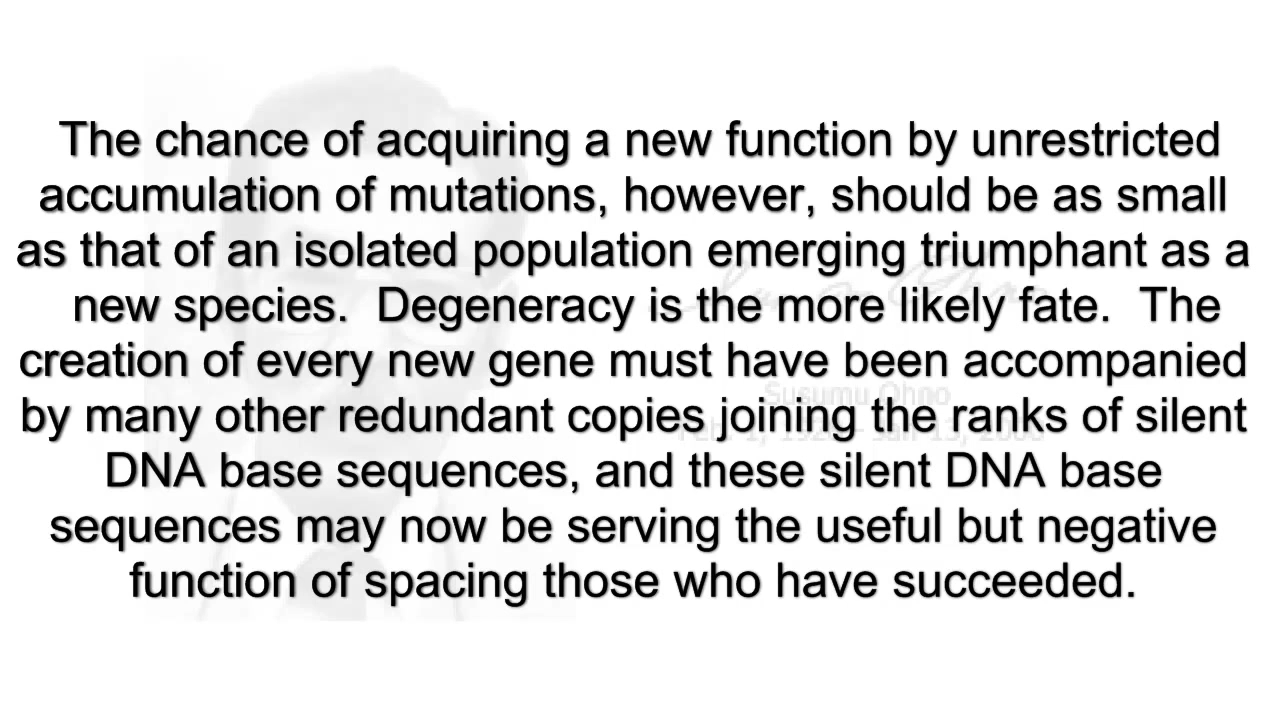 The chance of acquiring a new function by unrestricted
accumulation of mutations, however, should be as small
as that of an isolated population emerging triumphant as a
new species.  Degeneracy is the more likely fate.  The
creation of every new gene must have been accompanied
by many other redundant copies joining the ranks of silent
DNA base sequences, and these silent DNA base
sequences may now be serving the useful but negative
function of spacing those who have succeeded.
Susumu Ohno